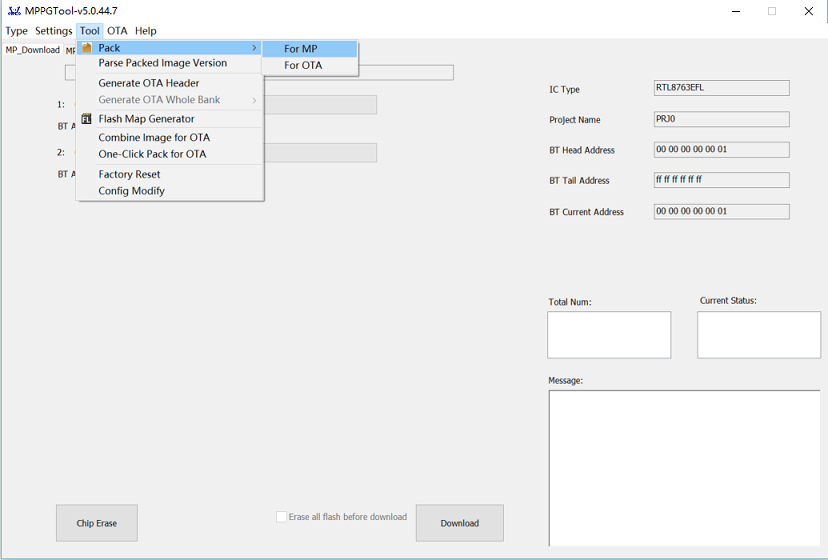 MPPGTool-v5.0.44.7
Type Settings Tool OTA Help
MP_Download
Pack
For MP
For OTA
Parse Packed Image Version
Generate OTA Header
Generate OTA Whole Bank
FL Flash Map Generator
Combine Image for OTA
One-Click Pack for OTA
Factory Reset
Config Modify
1:
BT A
2:
BT A
IC Type RTL8763EFL
Project Name PRJ0
BT Head Address 00 00 00 00 00 01
BT Tail Address ff ff ff ff ff ff
BT Current Address 00 00 00 00 00 01
Total Num: Current Status:
Message:
Chip Erase Erase all flash before download Download